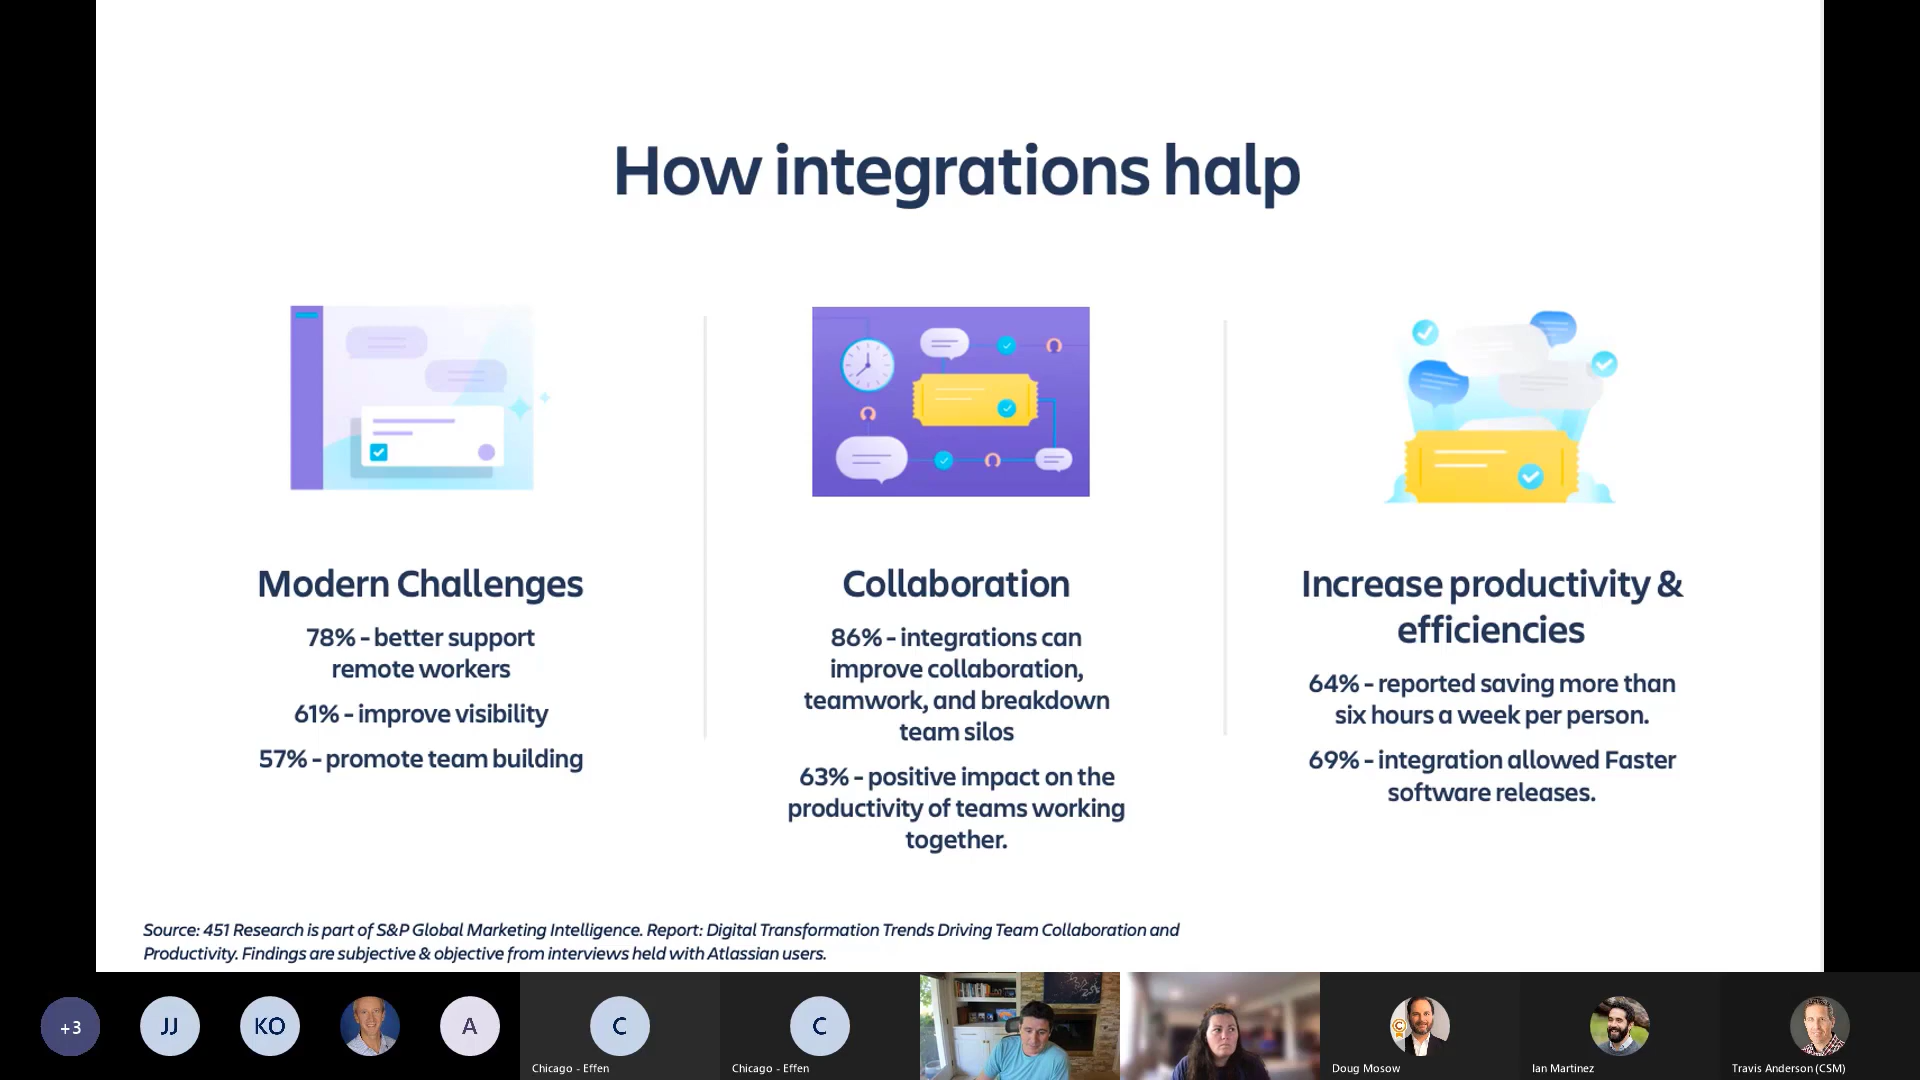 How integrations halp
Modern Challenges
78% - better support
remote workers
61% - improve visibility
57% - promote team building
Collaboration
86% - integrations can
improve collaboration,
teamwork, and breakdown
team silos
63% - positive impact on the
productivity of teams working
together.
Increase productivity &
efficiencies
64% - reported saving more than
six hours a week per person.
69% - integration allowed Faster
software releases.
Source: 451 Research is part of S&P Global Marketing Intelligence. Report: Digital Transformation Trends Driving Team Collaboration and
Productivity. Findings are subjective & objective from interviews held with Atlassian users.
+3
JJ
KO
A
C
Chicago - Effen
C
Chicago - Effen
Doug Mosow
Ian Martinez
Travis Anderson (CSM)